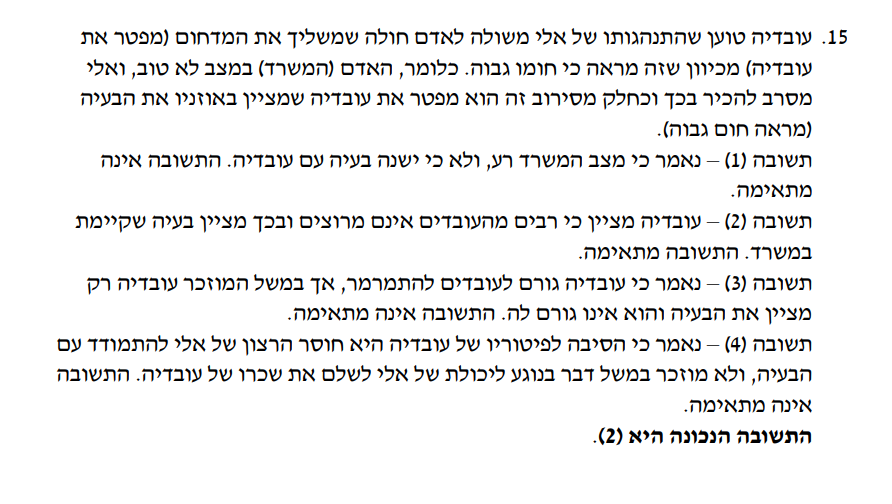 15. עובדיה טוען שהתנהגותו של אלי משולה לאדם חולה שמשליך את המדחום (מפטר את
עובדיה) מכיוון שזה מראה כי חומו גבוה. כלומר, האדם (המשרד) במצב לא טוב, ואלי
מסרב להכיר בכך וכחלק מסירוב זה הוא מפטר את עובדיה שמציין באוזניו את הבעיה
(מראה חום גבוה).
תשובה (1) – נאמר כי מצב המשרד רע, ולא כי ישנה בעיה עם עובדיה. התשובה אינה
מתאימה.
תשובה (2) – עובדיה מציין כי רבים מהעובדים אינם מרוצים ובכך מציין בעיה שקיימת
במשרד. התשובה מתאימה.
תשובה (3) – נאמר כי עובדיה גורם לעובדים להתמרמר, אך במשל המוזכר עובדיה רק
מציין את הבעיה והוא אינו גורם לה. התשובה אינה מתאימה.
תשובה (4) – נאמר כי הסיבה לפיטוריו של עובדיה היא חוסר הרצון של אלי להתמודד עם
הבעיה, ולא מוזכר במשל דבר בנוגע ליכולת של אלי לשלם את שכרו של עובדיה. התשובה
אינה מתאימה.
התשובה הנכונה היא (2).